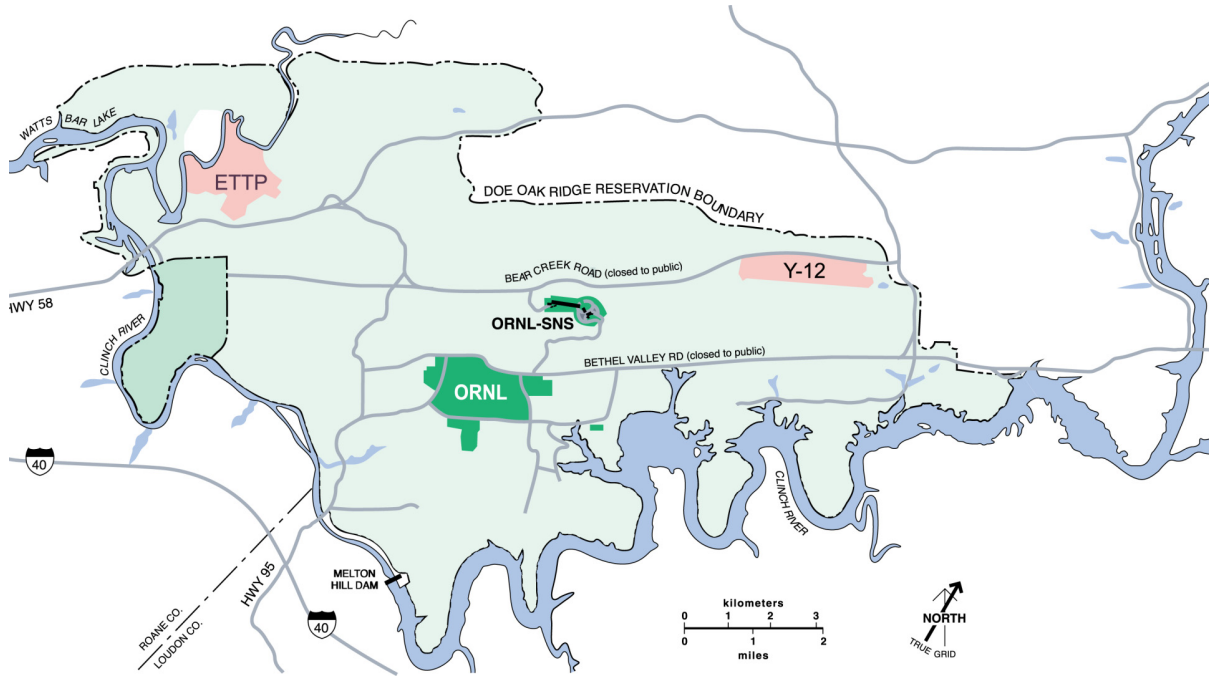 WATTS BAR LAKE
ETTP
DOE OAK RIDGE RESERVATION BOUNDARY
BEAR CREEK ROAD (closed to public)
Y-12
HWY 58
CLINCH RIVER
ORNL-SNS
BETHEL VALLEY RD (closed to public)
ORNL
40
CLINCH RIVER
HWY 95
MELTON
HILL DAM
ROANE CO.
LOUDON CO.
40
kilometers
0 1 2 3
0 1 2
miles
NORTH
TRUE GRID